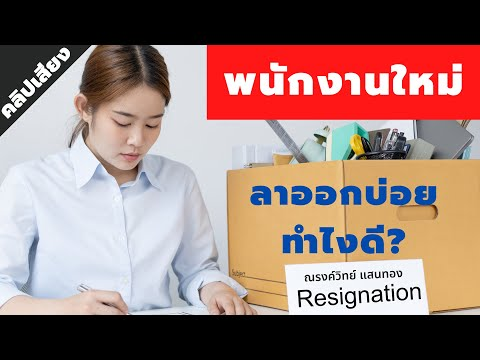 คลิปเสียง
พนักงานใหม่
ลาออกบ่อย
ทำไงดี?
ณรงค์วิทย์ แสนทอง
Resignation